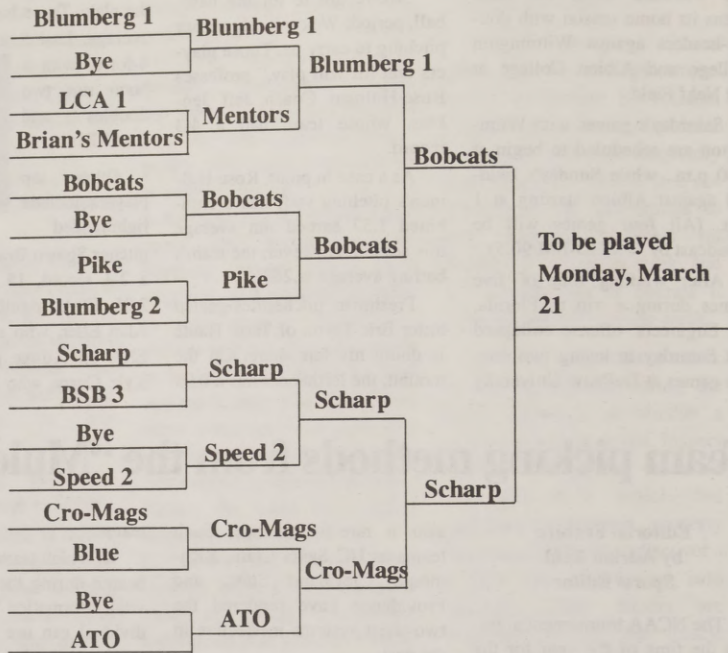 Blumberg 1
Bye
LCA 1
Brian's Mentors
Bobcats
Bye
Pike
Blumberg 2
Scharp
BSB 3
Bye
Speed 2
Cro-Mags
Blue
Bye
ATO
Blumberg 1
Mentors
Bobcats
Pike
Scharp
Speed 2
Cro-Mags
ATO
Blumberg 1
Bobcats
Scharp
Cro-Mags
Bobcats
Scharp
To be played
Monday, March
21